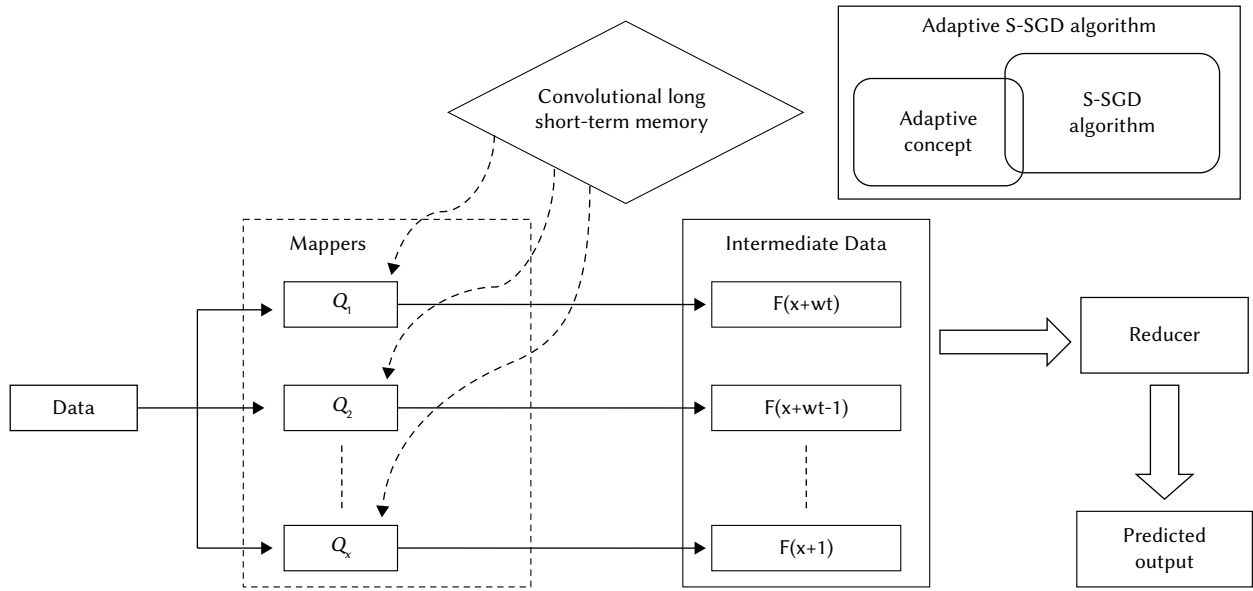 Adaptive S-SGD algorithm
Adaptive
concept
S-SGD
algorithm
Convolutional long
short-term memory
Mappers
Intermediate Data
Q₁
F(x+wt)
Reducer
Data
Q₂
F(x+wt-1)
Qₓ
F(x+1)
Predicted
output